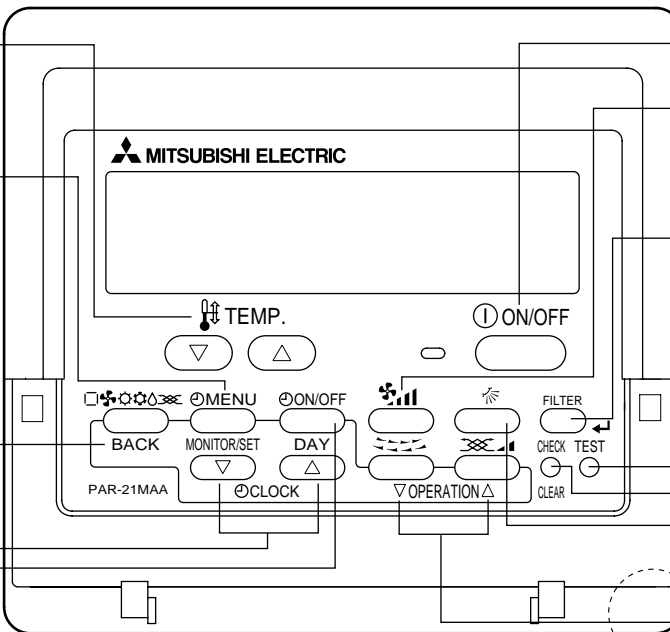 MITSUBISHI ELECTRIC
TEMP.
ON/OFF
MENU
ON/OFF
FILTER
BACK
MONITOR/SET
DAY
CHECK
TEST
PAR-21MAA
CLOCK
OPERATION
CLEAR